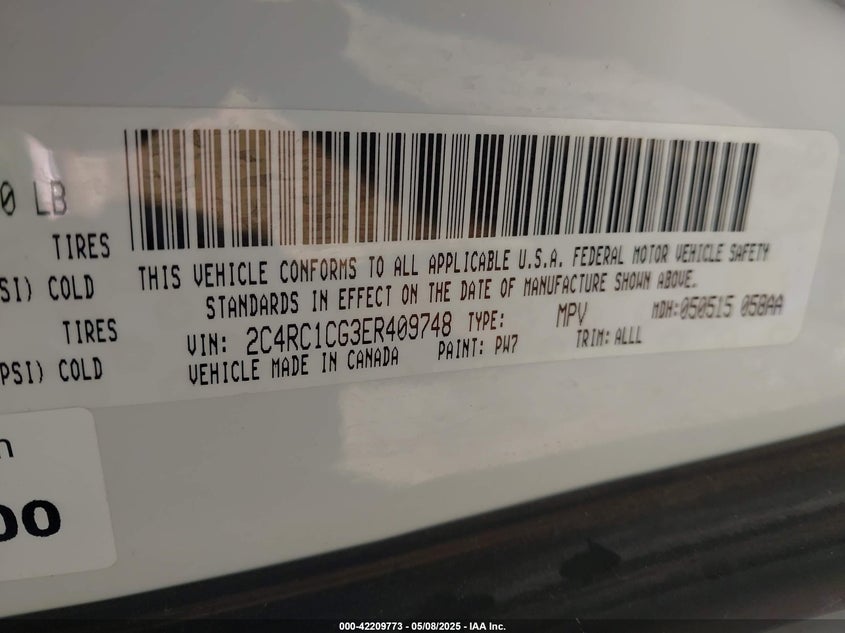 0 LB
TIRES
SI) COLD
TIRES
PSI) COLD
THIS VEHICLE CONFORMS TO ALL APPLICABLE U.S.A. FEDERAL MOTOR VEHICLE SAFETY
STANDARDS IN EFFECT ON THE DATE OF MANUFACTURE SHOWN ABOVE.
VIN: 2C4RC1CG3ER409748 TYPE: MPV MDH:050515 058AA
VEHICLE MADE IN CANADA PAINT: PW7 TRIM: ALLL
n
00
000-42209773 - 05/08/2025 - IAA Inc.